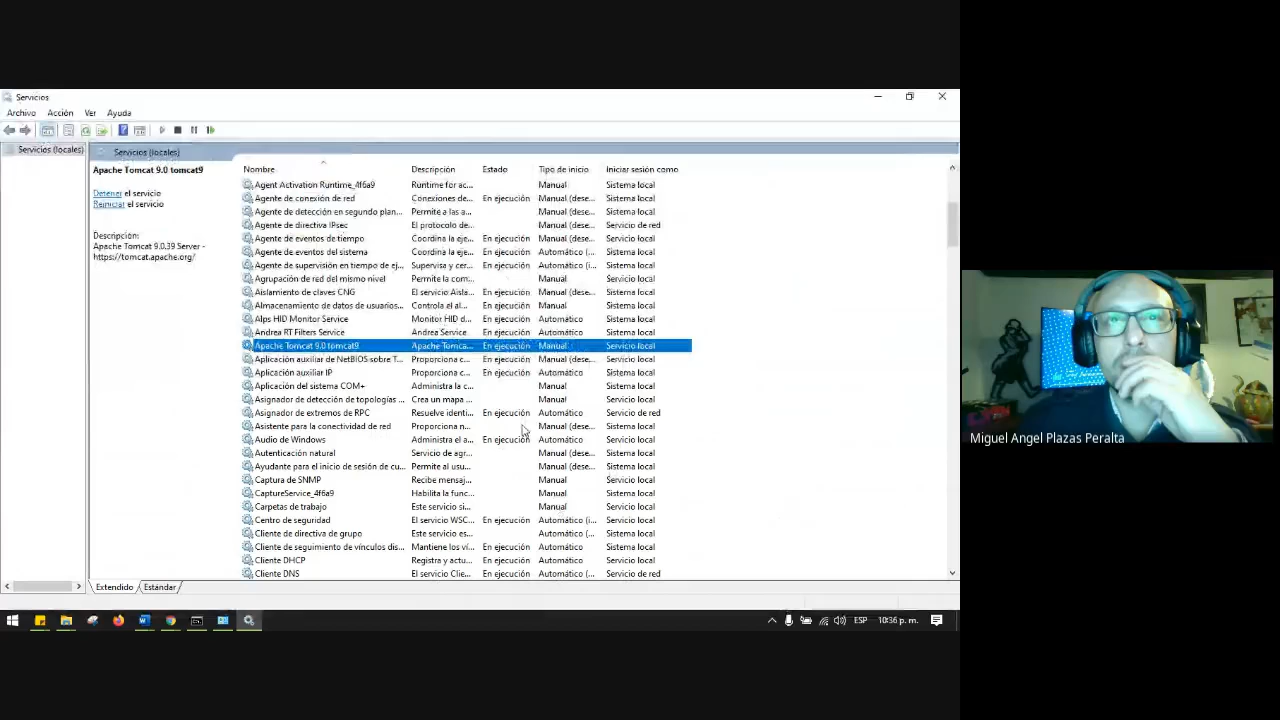 Servicios
Archivo Acción Ver Ayuda
Servicios (locales)
Servicios (locales)
Apache Tomcat 9.0 tomcat9
Detener el servicio
Reiniciar el servicio
Descripción:
Apache Tomcat 9.0.39 Server -
https://tomcat.apache.org/
Nombre Descripción Estado Tipo de inicio Iniciar sesión como
Agent Activation Runtime_4f6a9 Runtime for ac... Manual Sistema local
Agente de conexión de red Conexiones de... En ejecución Manual (dese... Sistema local
Agente de detección en segundo plan... Permite a las a... Manual (dese... Sistema local
Agente de directiva IPsec El protocolo de... Manual (dese... Servicio de red
Agente de eventos de tiempo Coordina la eje... En ejecución Manual (dese... Servicio local
Agente de eventos del sistema Coordina la eje... En ejecución Automático (... Sistema local
Agente de supervisión en tiempo de ej... Supervisa y cer... En ejecución Automático (i... Sistema local
Agrupación de red del mismo nivel Permite la com... Manual Servicio local
Aislamiento de claves CNG El servicio Aisla... En ejecución Manual (dese... Sistema local
Almacenamiento de datos de usuarios... Controla el al... En ejecución Manual Sistema local
Alps HID Monitor Service Monitor HID d... En ejecución Automático Sistema local
Andrea RT Filters Service Andrea Service En ejecución Automático Sistema local
Apache Tomcat 9.0 tomcat9 Apache Tomca... En ejecución Manual Servicio local
Aplicación auxiliar de NetBIOS sobre T... Proporciona c... En ejecución Manual (dese... Servicio local
Aplicación auxiliar IP Proporciona c... En ejecución Automático Sistema local
Aplicación del sistema COM+ Administra la c... Manual Sistema local
Asignador de detección de topologías ... Crea un mapa ... Manual Servicio local
Asignador de extremos de RPC Resuelve identi... En ejecución Automático Servicio de red
Asistente para la conectividad de red Proporciona n... Manual (dese... Sistema local
Audio de Windows Administra el a... En ejecución Automático Servicio local
Autenticación natural Servicio de agr... Manual (dese... Sistema local
Ayudante para el inicio de sesión de cu... Permite al usu... Manual (dese... Sistema local
Captura de SNMP Recibe mensaj... Manual Servicio local
CaptureService_4f6a9 Habilita la func... Manual Sistema local
Carpetas de trabajo Este servicio si... Manual Servicio local
Centro de seguridad El servicio WSC... En ejecución Automático (i... Servicio local
Cliente de directiva de grupo Este servicio es... Automático (... Sistema local
Cliente de seguimiento de vínculos dis... Mantiene los ví... En ejecución Automático Sistema local
Cliente DHCP Registra y actu... En ejecución Automático Servicio local
Cliente DNS El servicio Clie... En ejecución Automático (... Servicio de red
Extendido Estándar
ESP 10:36 p. m.
Miguel Angel Plazas Peralta